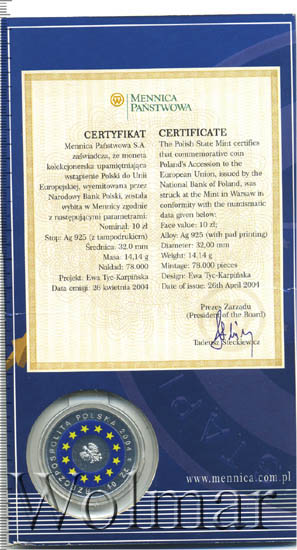 MENNICA
PAŃSTWOWA
CERTYFIKAT
Mennica Państwowa S.A.
zaświadcza, że moneta
kolekcjonerska upamiętniająca
wstąpienie Polski do Unii
Europejskiej, wyemitowana przez
Narodowy Bank Polski, została
wybita w Mennicy zgodnie
z następującymi parametrami:
Nominał: 10 zł
Stop: Ag 925 (z tampodrukiem)
Średnica: 32,0 mm
Masa: 14,14 g
Nakład: 78.000
Projekt: Ewa Tyc-Karpińska
Data emisji: 26 kwietnia 2004
CERTIFICATE
The Polish State Mint certifies
that commemorative coin
Poland's Accession to the
European Union, issued by the
National Bank of Poland, was
struck at the Mint in Warsaw in
conformity with the numismatic
data given below:
Face value: 10 zł;
Alloy: Ag 925 (with pad printing)
Diameter: 32,00 mm
Weight: 14,14 g
Mintage: 78.000 pieces
Design: Ewa Tyc-Karpińska
Date of issue: 26th April 2004
Prezes Zarządu
(President of the Board)
Tadeusz Steckiewicz
RZECZPOSPOLITA POLSKA 2004 ZŁ 10
www.mennica.com.pl
Wolmar